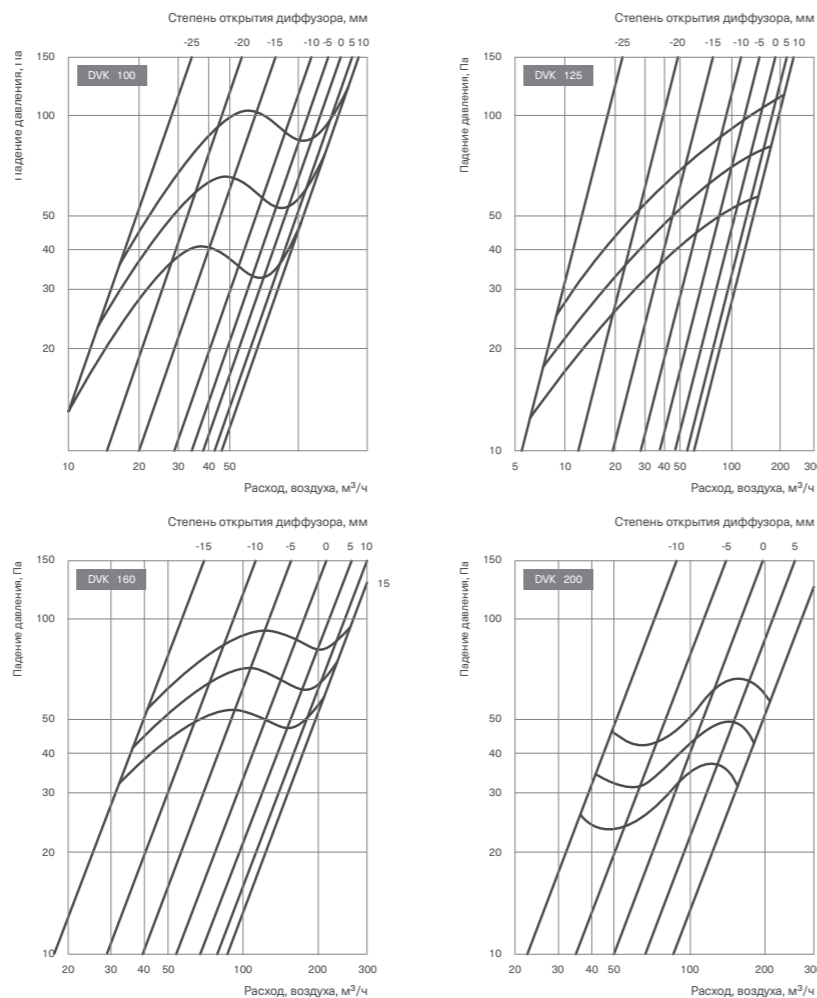 Степень открытия диффузора, мм
-25 -20 -15 -10 -5 0 5 10
Падение давления, Па
DVK 100
150
100
50
40
30
20
10 20 30 40 50
Расход, воздуха, м³/ч
Степень открытия диффузора, мм
-25 -20 -15 -10 -5 0 5 10
Падение давления, Па
DVK 125
150
100
50
40
30
20
10
5 10 20 30 40 50 100 200 300
Расход, воздуха, м³/ч
Степень открытия диффузора, мм
-15 -10 -5 0 5 10
15
Падение давления, Па
DVK 160
150
100
50
40
30
20
10
20 30 40 50 100 200 300
Расход, воздуха, м³/ч
Степень открытия диффузора, мм
-10 -5 0 5
Падение давления, Па
DVK 200
150
100
50
40
30
20
10
20 30 40 50 100 200 300
Расход, воздуха, м³/ч